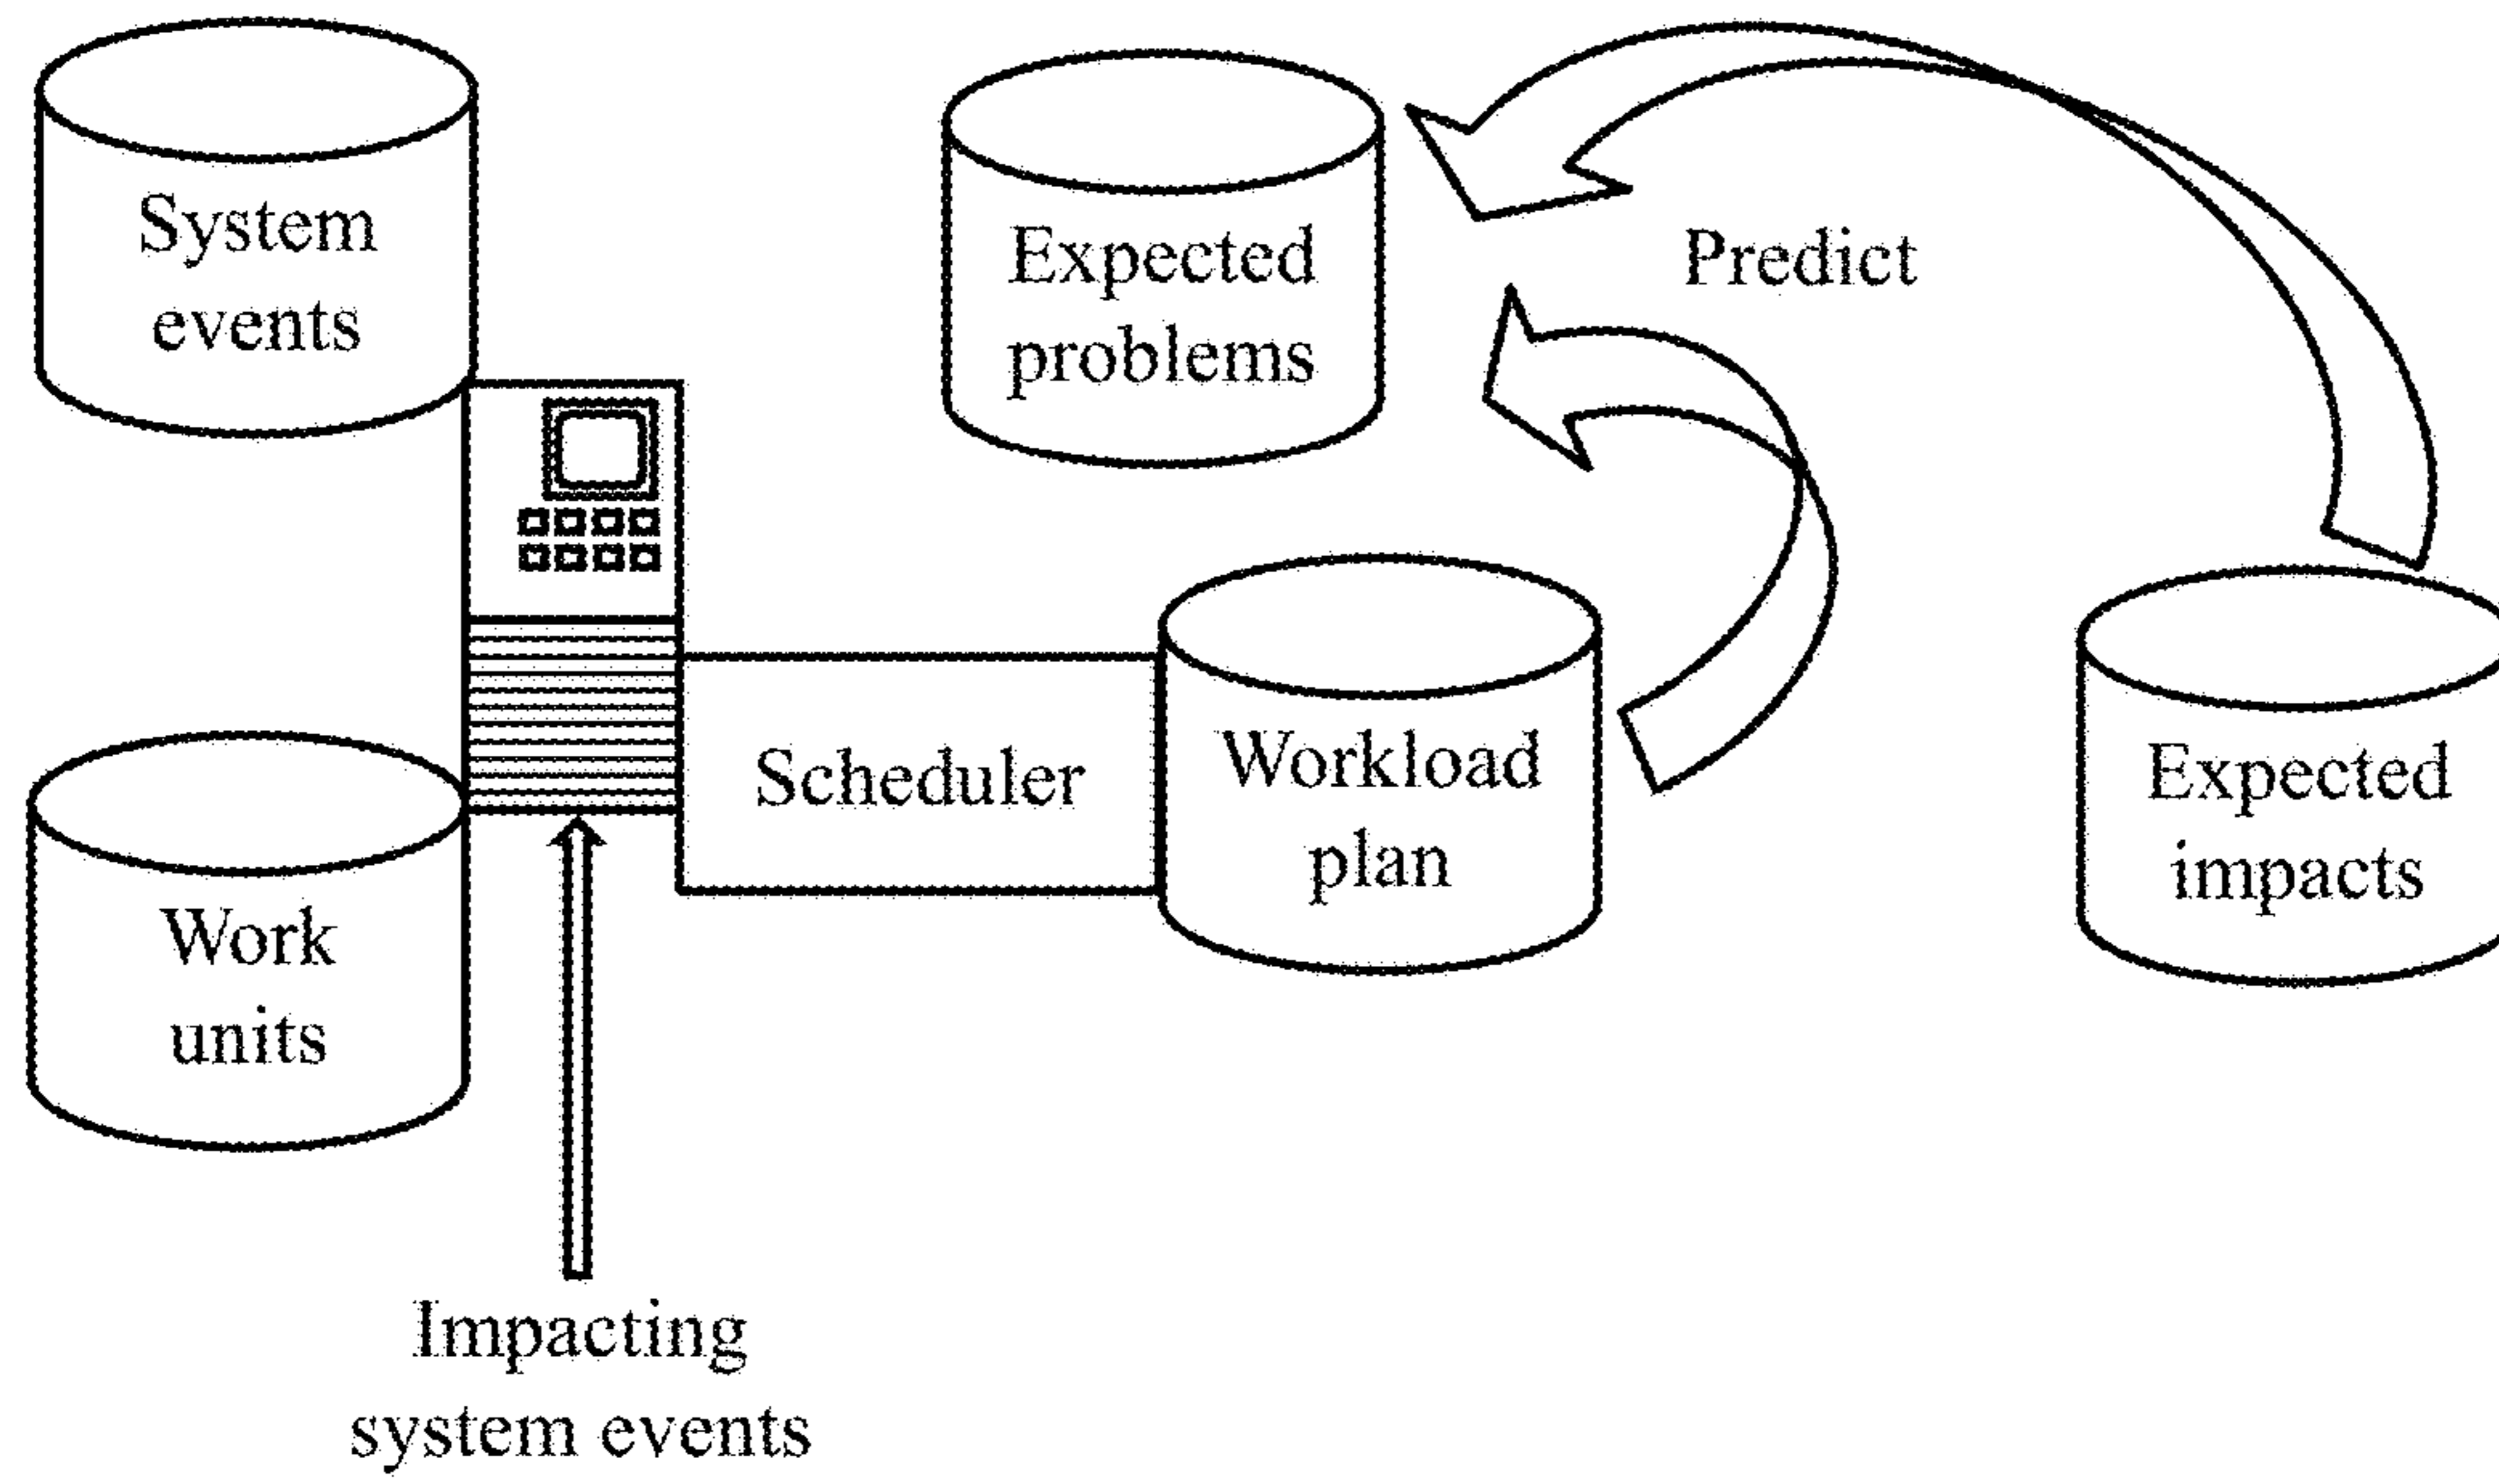 System
events
Expected
problems
Predict
Scheduler
Workload
plan
Expected
impacts
Work
units
Impacting
system events